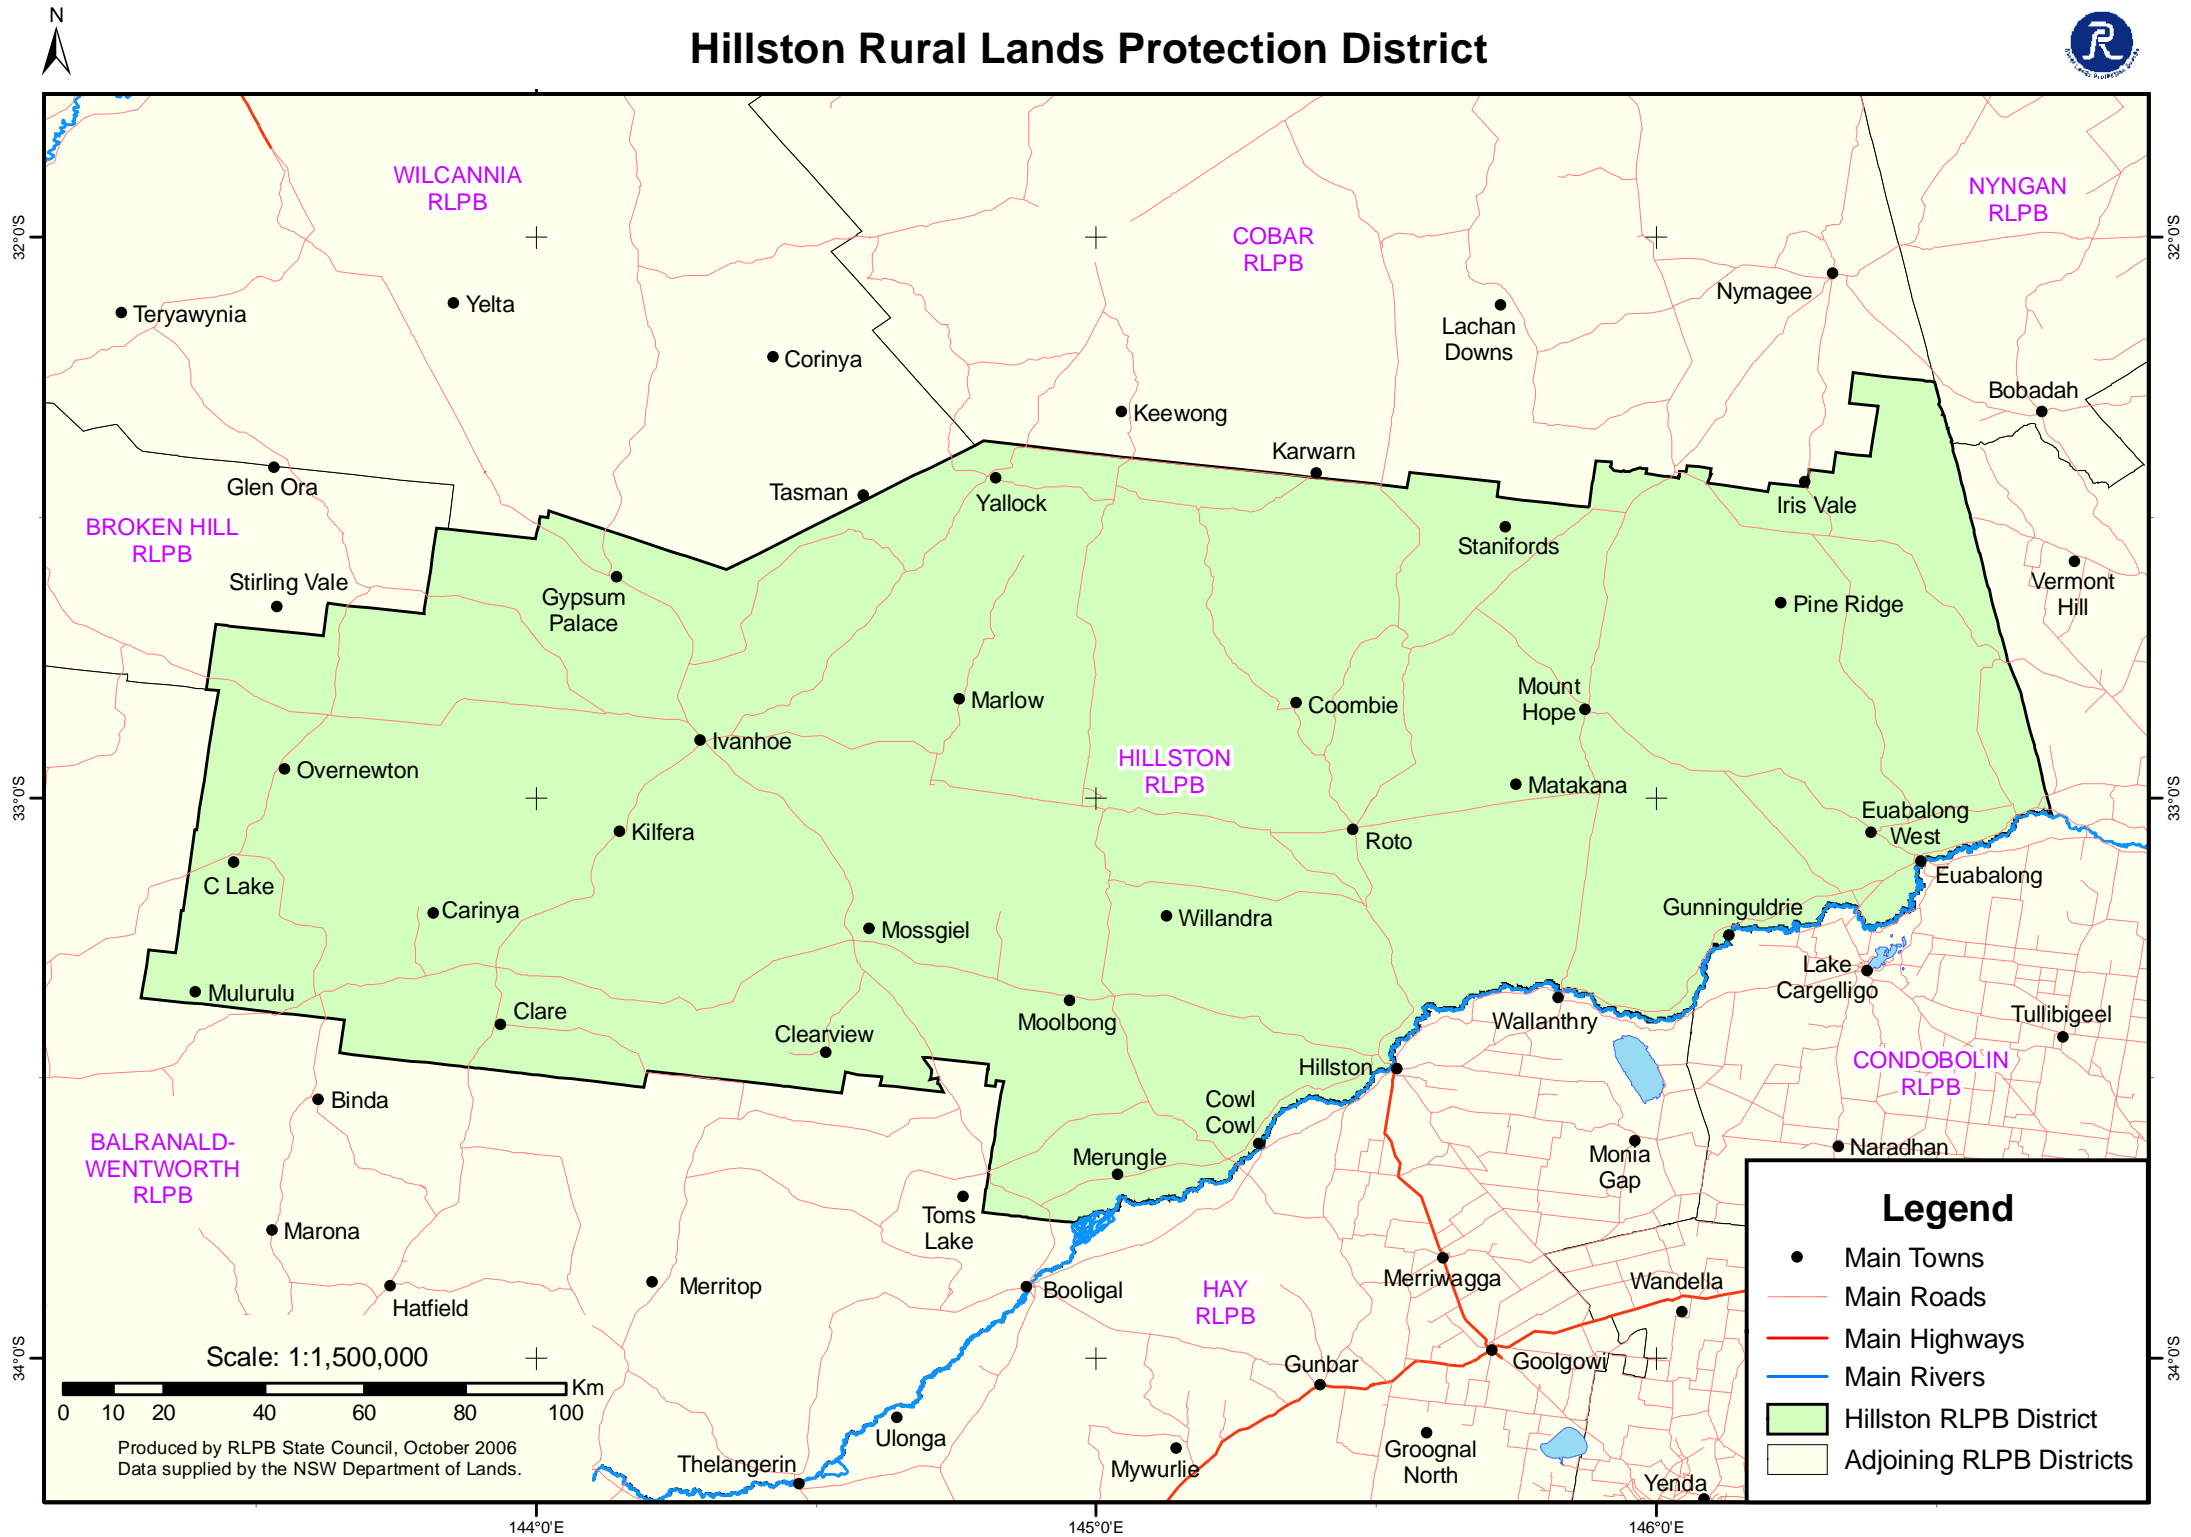 N
Hillston Rural Lands Protection District
WILCANNIA
RLPB
NYNGAN
RLPB
COBAR
RLPB
32°0'S
32°0'S
Teryawynia
Yelta
Nymagee
Lachan
Downs
Corinya
Bobadah
Keewong
Karwarn
Glen Ora
Tasman
Yallock
Iris Vale
BROKEN HILL
RLPB
Stanifords
Stirling Vale
Gypsum
Palace
Vermont
Hill
Pine Ridge
Marlow
Coombie
Mount
Hope
Ivanhoe
HILLSTON
RLPB
Overnewton
Matakana
33°0'S
33°0'S
Kilfera
Roto
Euabalong
West
Euabalong
C Lake
Carinya
Mossgiel
Willandra
Gunninguldrie
Lake
Cargelligo
Mulurulu
Clare
Clearview
Moolbong
Wallanthry
Tullibigeel
Hillston
CONDOBOLIN
RLPB
Binda
Cowl
Cowl
BALRANALD-
WENTWORTH
RLPB
Merungle
Monia
Gap
Naradhan
Marona
Toms
Lake
Hatfield
Merritop
Booligal
HAY
RLPB
Merriwagga
Wandella
Gunbar
Goolgowi
34°0'S
34°0'S
Ulonga
Thelangerin
Mywurlie
Groognal
North
Yenda
Legend
Main Towns
Main Roads
Main Highways
Main Rivers
Hillston RLPB District
Adjoining RLPB Districts
Scale: 1:1,500,000
Km
0 10 20 40 60 80 100
Produced by RLPB State Council, October 2006
Data supplied by the NSW Department of Lands.
144°0'E
145°0'E
146°0'E